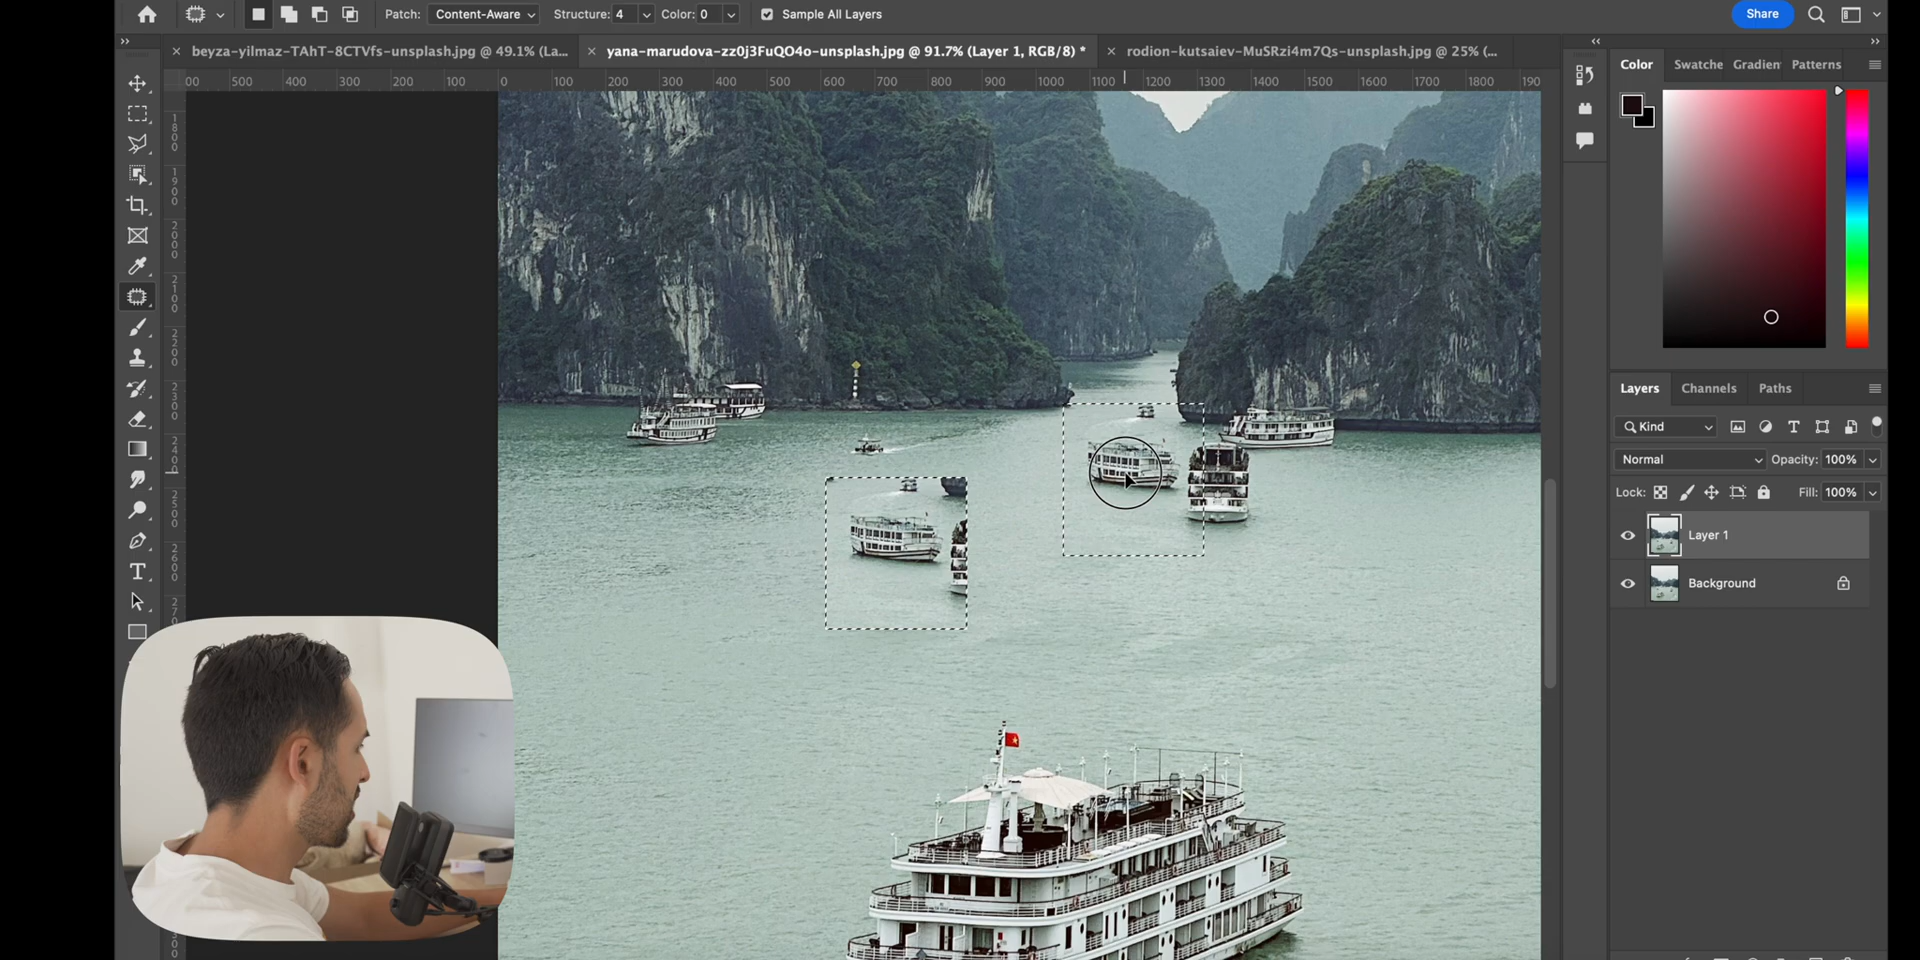 Patch: Content-Aware Structure: 4 Color: 0 Sample All Layers Share
beyza-yilmaz-TAhT-8CTVfs-unsplash.jpg @ 49.1% (La... yana-marudova-zz0j3FuQO4o-unsplash.jpg @ 91.7% (Layer 1, RGB/8) * rodion-kutsaiev-MuSRzi4m7Qs-unsplash.jpg @ 25% (...
00 500 400 300 200 100 0 100 200 300 400 500 600 700 800 900 1000 1100 1200 1300 1400 1500 1600 1700 1800 190
1800
1900
2000
2100
2200
2300
2400
2500
2600
Color Swatche Gradien Patterns
Layers Channels Paths
Kind
Normal Opacity: 100%
Lock: Fill: 100%
Layer 1
Background